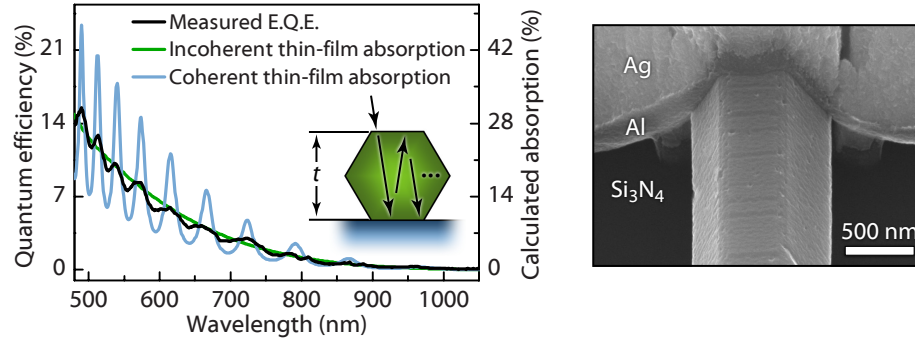 Measured E.Q.E.
Incoherent thin-film absorption
Coherent thin-film absorption
Quantum efficiency (%)
21
14
7
0
t
...
42
28
14
0
Calculated absorption (%)
500 600 700 800 900 1000
Wavelength (nm)
Ag
Al
Si₃N₄
500 nm